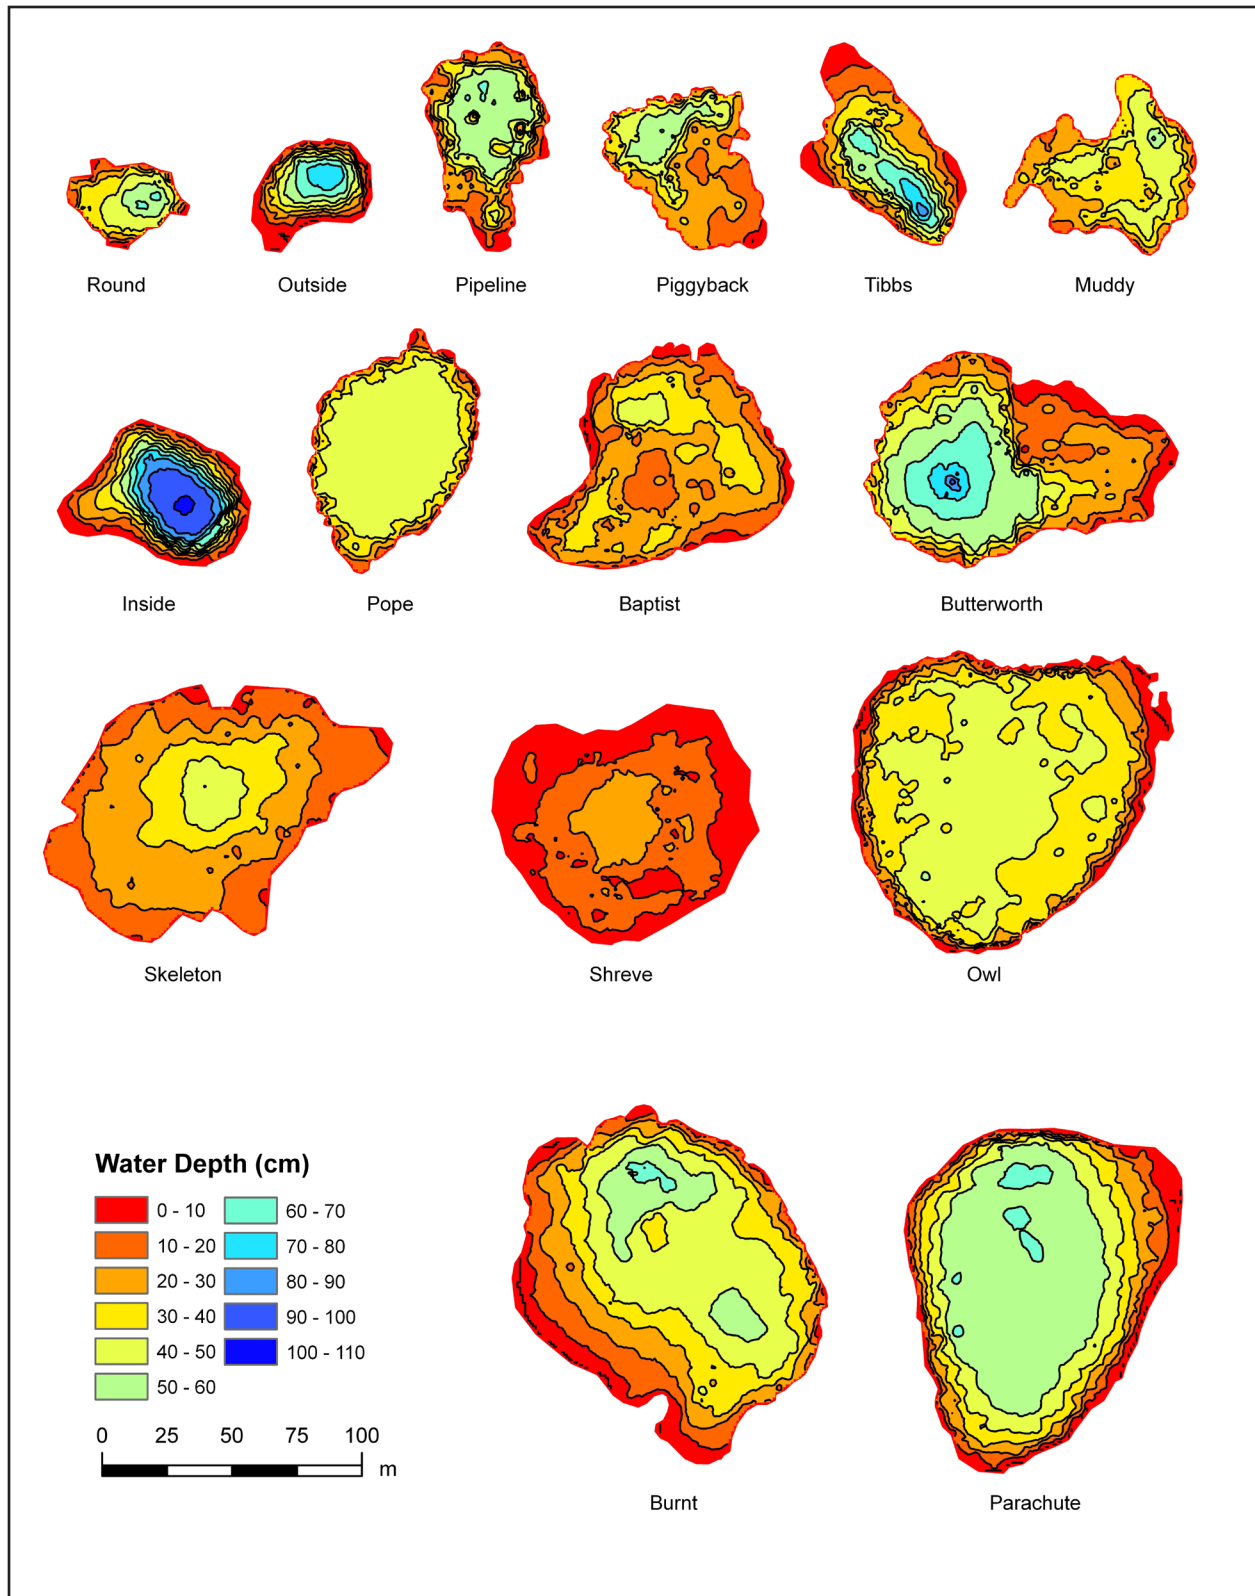 Round Outside Pipeline Piggyback Tibbs Muddy
Inside Pope Baptist Butterworth
Skeleton Shreve Owl
Water Depth (cm)
0 - 10 60 - 70
10 - 20 70 - 80
20 - 30 80 - 90
30 - 40 90 - 100
40 - 50 100 - 110
50 - 60
0 25 50 75 100
m
Burnt Parachute